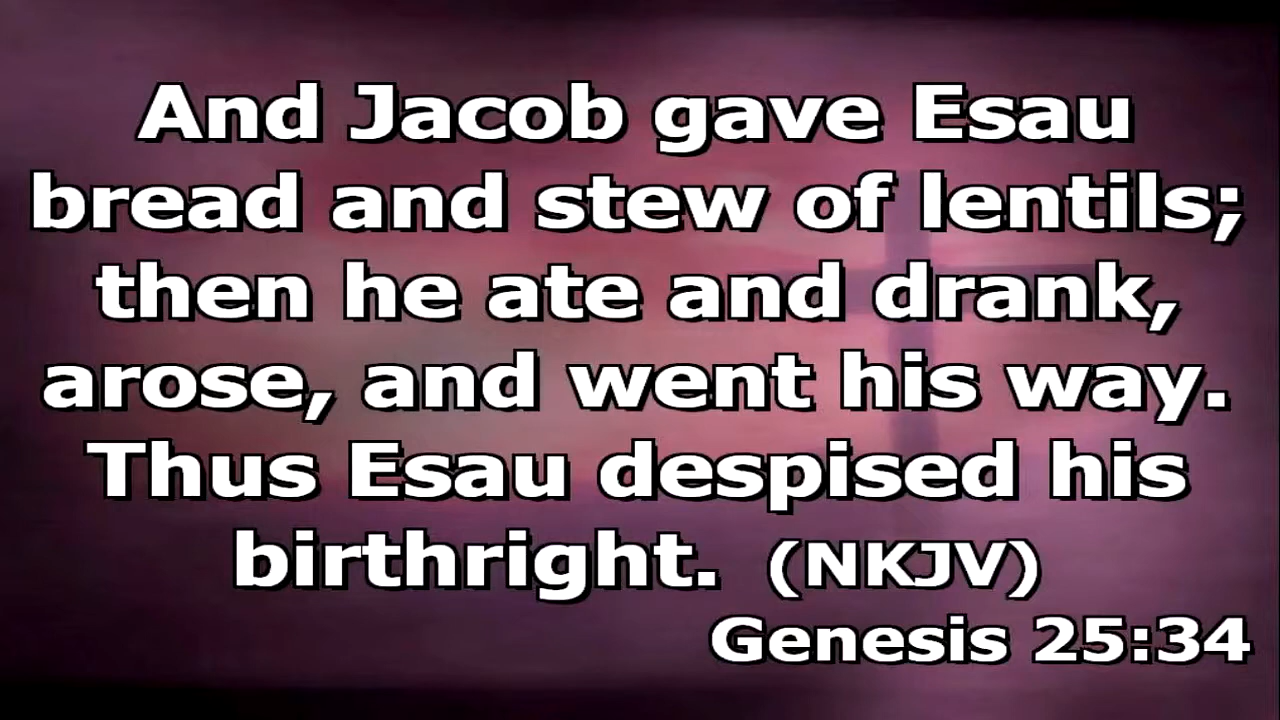 And Jacob gave Esau
bread and stew of lentils;
then he ate and drank,
arose, and went his way.
Thus Esau despised his
birthright. (NKJV)
Genesis 25:34